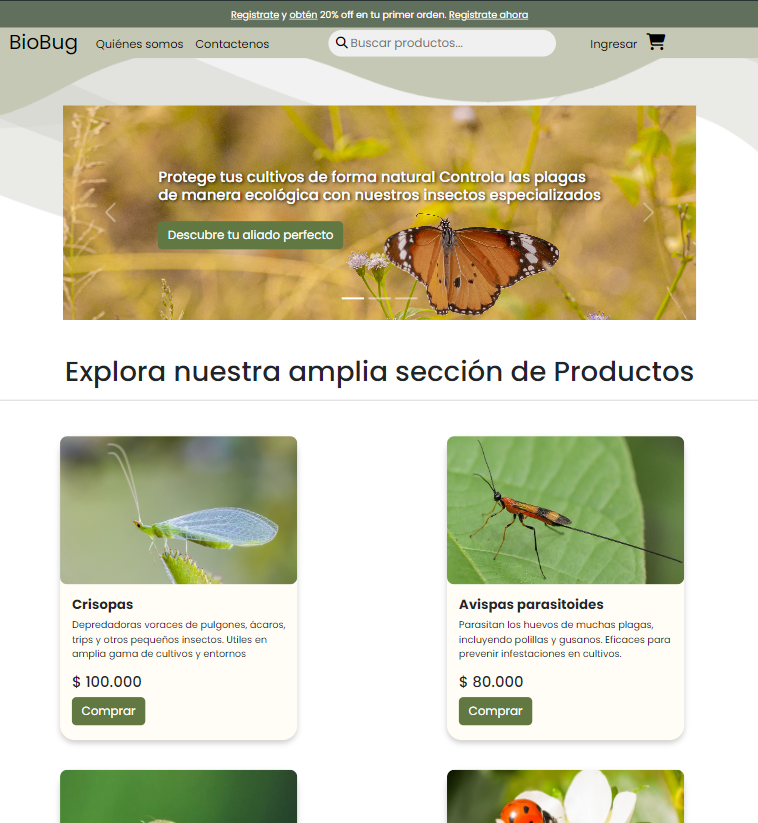 Registrate y obtén 20% off en tu primer orden. Registrate ahora
BioBug Quiénes somos Contactenos Buscar productos... Ingresar
Protege tus cultivos de forma natural Controla las plagas
de manera ecológica con nuestros insectos especializados
Descubre tu aliado perfecto
Explora nuestra amplia sección de Productos
Crisopas
Depredadoras voraces de pulgones, ácaros,
trips y otros pequeños insectos. Utiles en
amplia gama de cultivos y entornos
$ 100.000
Comprar
Avispas parasitoides
Parasitan los huevos de muchas plagas,
incluyendo polillas y gusanos. Eficaces para
prevenir infestaciones en cultivos.
$ 80.000
Comprar